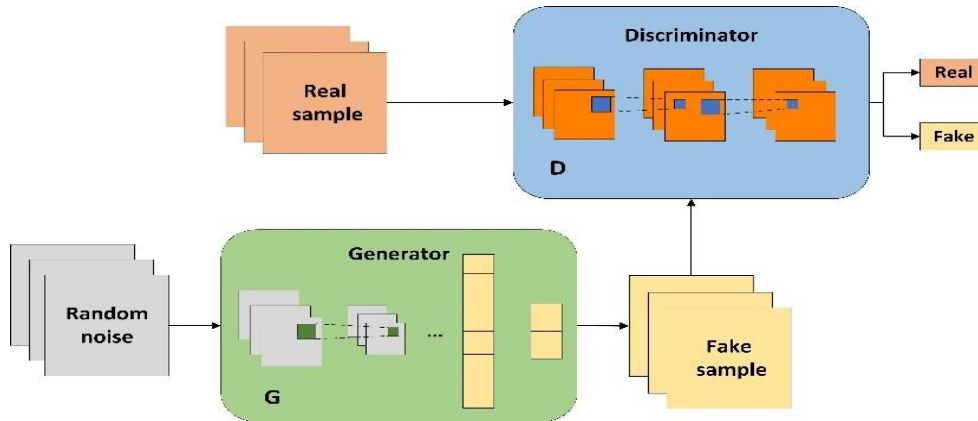 Discriminator
Real
sample
Real
Fake
D
Generator
Random
noise
...
Fake
sample
G